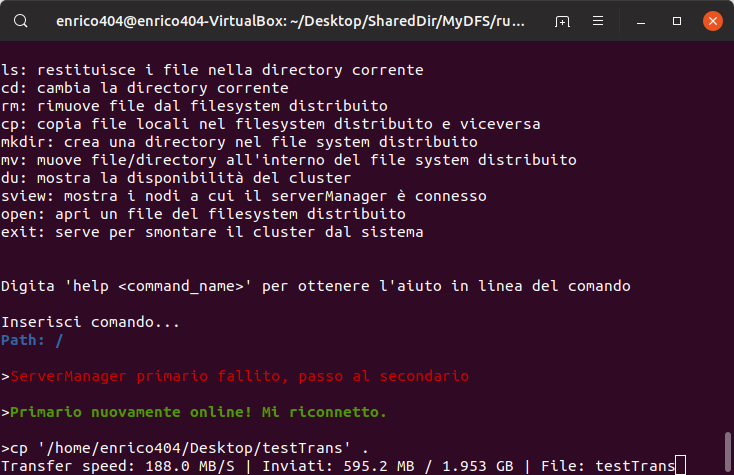 enrico404@enrico404-VirtualBox: ~/Desktop/SharedDir/MyDFS/ru...
ls: restituisce i file nella directory corrente
cd: cambia la directory corrente
rm: rimuove file dal filesystem distribuito
cp: copia file locali nel filesystem distribuito e viceversa
mkdir: crea una directory nel file system distribuito
mv: muove file/directory all'interno del file system distribuito
du: mostra la disponibilità del cluster
sview: mostra i nodi a cui il serverManager è connesso
open: apri un file del filesystem distribuito
exit: serve per smontare il cluster dal sistema
Digita 'help <command_name>' per ottenere l'aiuto in linea del comando
Inserisci comando...
Path: /
>ServerManager primario fallito, passo al secondario
>Primario nuovamente online! Mi riconnetto.
>cp '/home/enrico404/Desktop/testTrans' .
Transfer speed: 188.0 MB/S | Inviati: 595.2 MB / 1.953 GB | File: testTrans